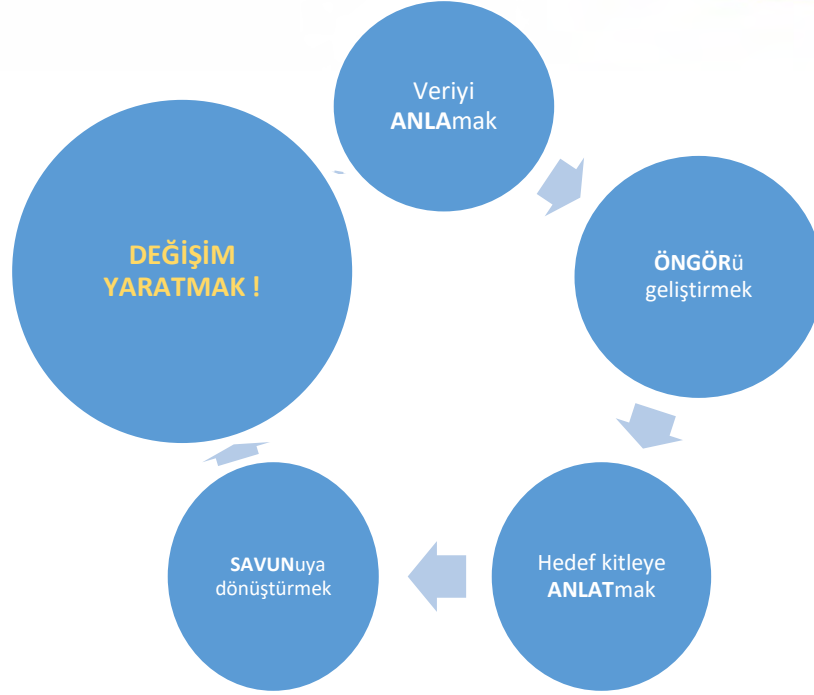 Veriyi
ANLAmak
ÖNGÖRü
geliştirmek
Hedef kitleye
ANLATmak
SAVUNuya
dönüştürmek
DEĞİŞİM
YARATMAK !